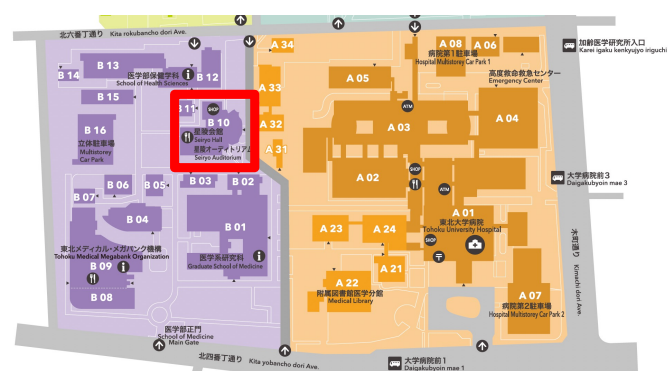 北六番丁通り Kita rokubancho dori Ave.
A 34
A 08
A 06
病院第1駐車場
Hospital Multistorey Car Park 1
加齢医学研究所入口
Karei igaku kenkyujyo iriguchi
B 13
B 14
医学部保健学科
School of Health Sciences
B 12
A 05
高度救命救急センター
Emergency Center
A 33
B 15
B 11
SHOP
B 10
ATM
A 04
A 03
A 32
B 16
立体駐車場
Multistorey
Car Park
星陵会館
Seiryo Hall
星陵オーディトリアム
Seiryo Auditorium
A 31
SHOP
A 02
ATM
大学病院前3
Daigakubyoin mae 3
B 06
B 05
B 03
B 02
B 07
B 04
A 01
東北大学病院
Tohoku University Hospital
B 01
A 23
A 24
SHOP
〒
木町通り
Kimachi dori Ave.
東北メディカル・メガバンク機構
Tohoku Medical Megabank Organization
医学系研究科
Graduate School of Medicine
B 09
A 21
A 22
附属図書館医学分館
Medical Library
B 08
A 07
病院第2駐車場
Hospital Multistorey Car Park 2
医学部正門
School of Medicine
Main Gate
北四番丁通り Kita yobancho dori Ave.
大学病院前1
Daigakubyoin mae 1